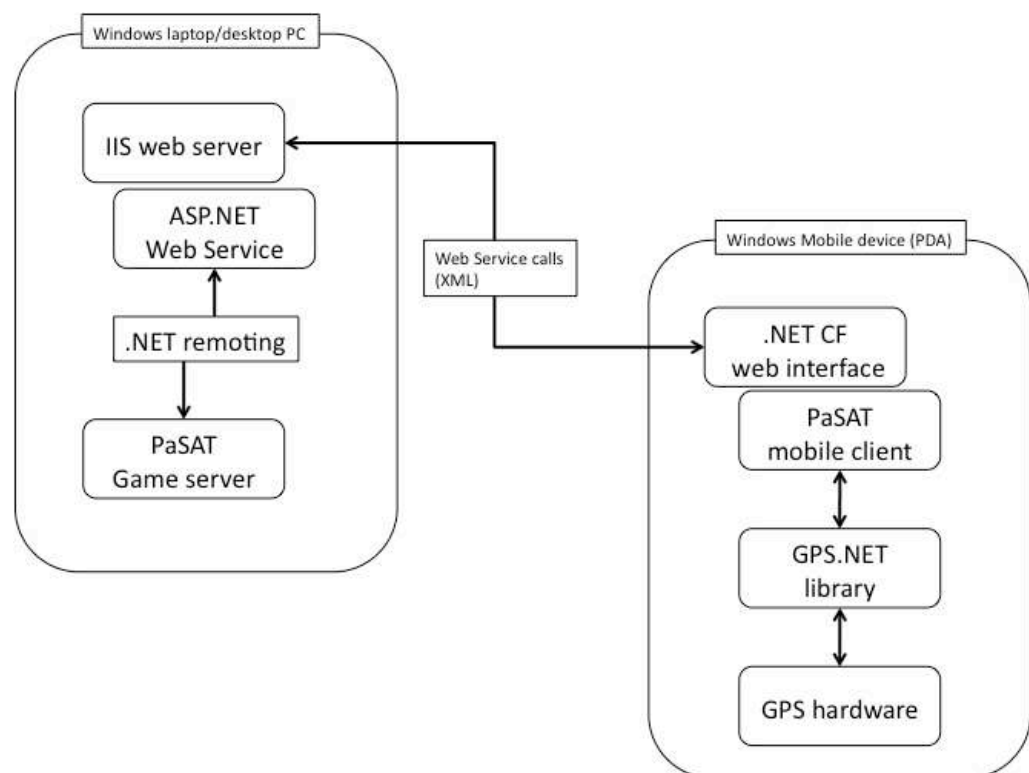 Windows laptop/desktop PC
IIS web server
ASP.NET
Web Service
.NET remoting
PaSAT
Game server
Web Service calls
(XML)
Windows Mobile device (PDA)
.NET CF
web interface
PaSAT
mobile client
GPS.NET
library
GPS hardware